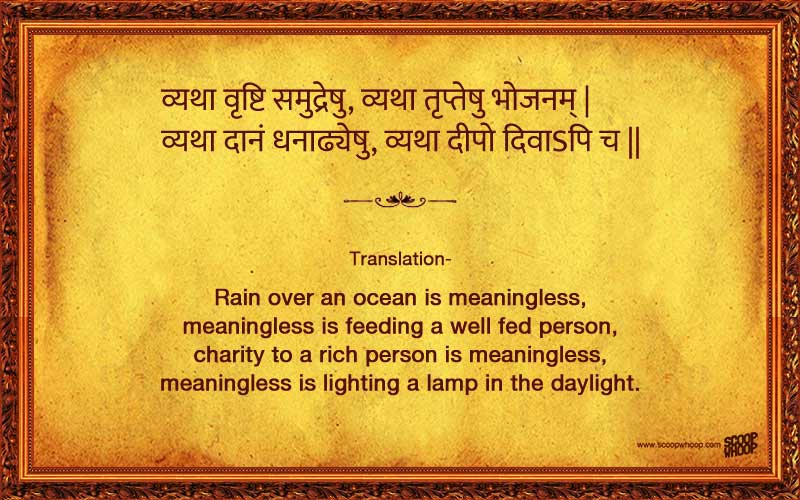 व्यथा वृष्टि समुद्रेषु, व्यथा तृप्तेषु भोजनम् |
व्यथा दानं धनाढ्येषु, व्यथा दीपो दिवाSपि च ||
Translation-
Rain over an ocean is meaningless,
meaningless is feeding a well fed person,
charity to a rich person is meaningless,
meaningless is lighting a lamp in the daylight.
www.scoopwhoop.com SCOOP
WHOOP